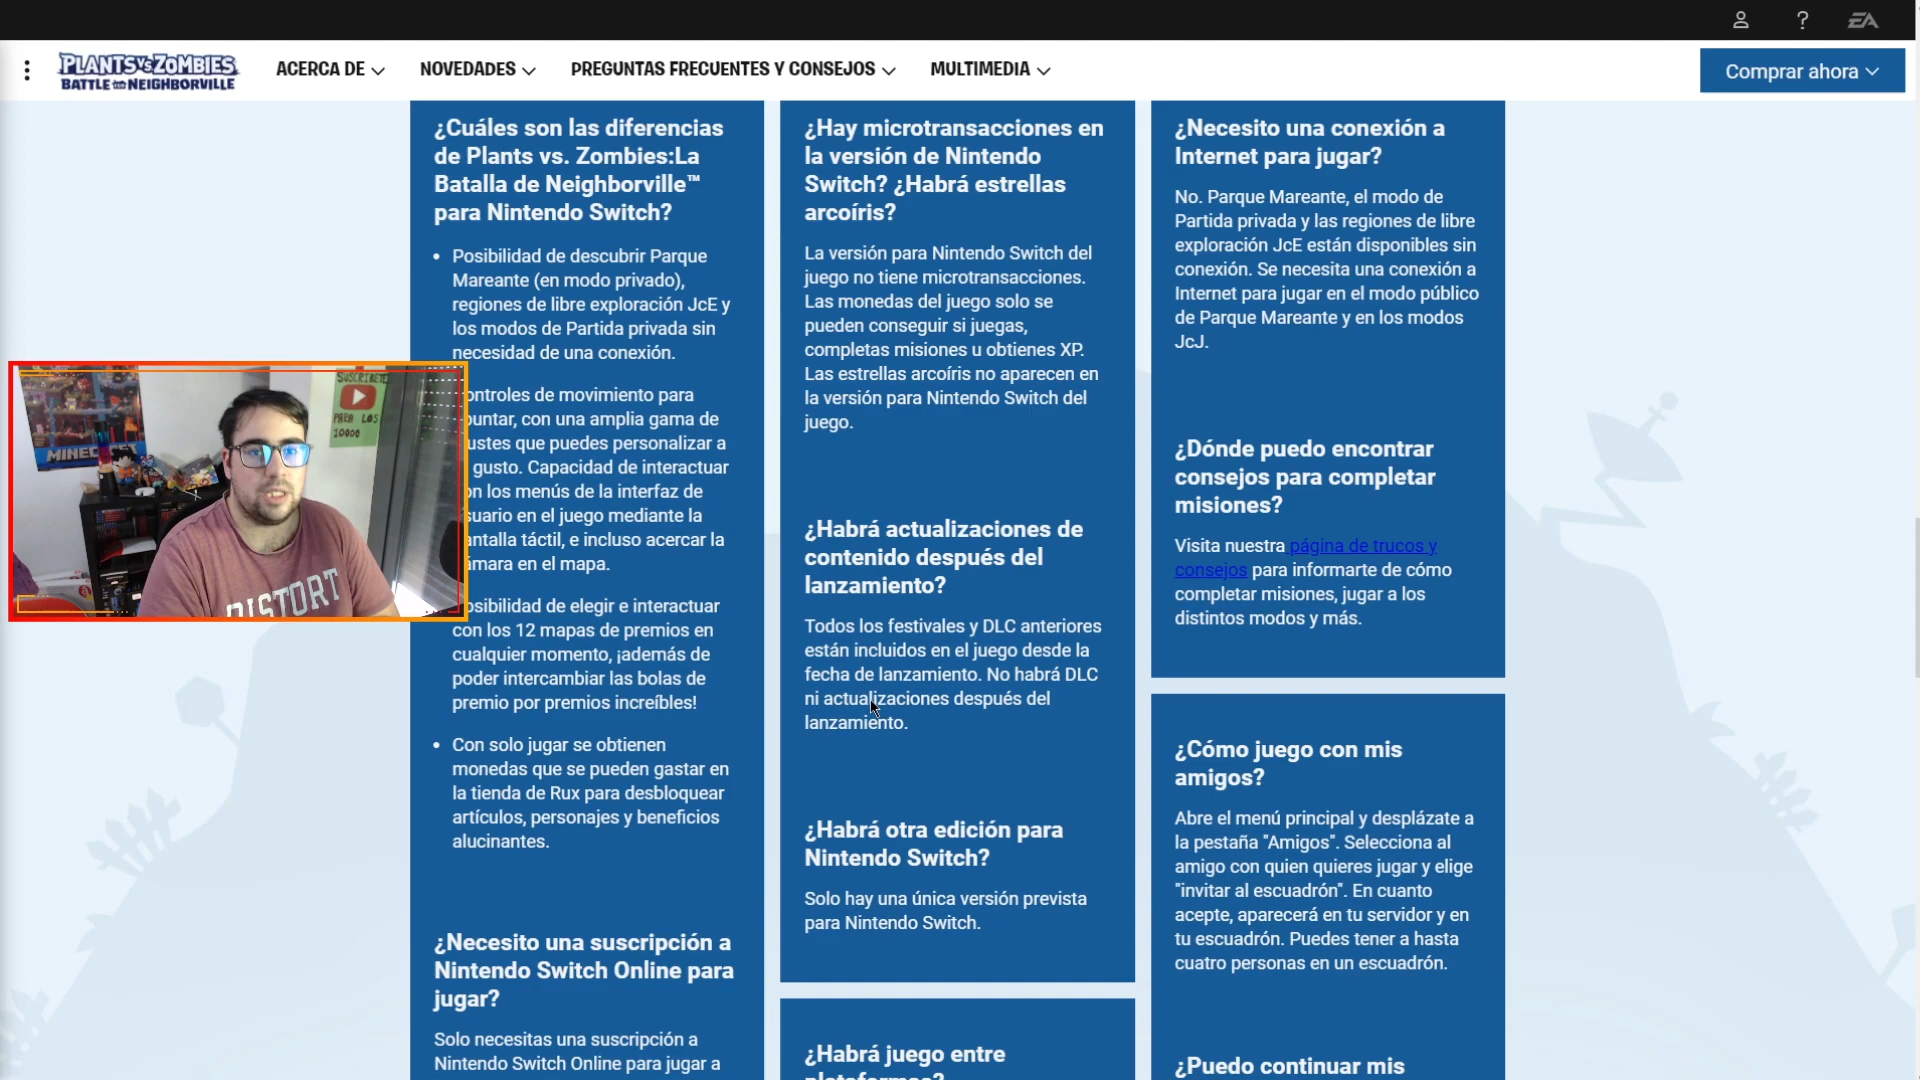 EA
PLANTS VS. ZOMBIES
BATTLE FOR NEIGHBORVILLE
ACERCA DE
NOVEDADES
PREGUNTAS FRECUENTES Y CONSEJOS
MULTIMEDIA
Comprar ahora
¿Cuáles son las diferencias
de Plants vs. Zombies:La
Batalla de Neighborville™
para Nintendo Switch?
• Posibilidad de descubrir Parque
Mareante (en modo privado),
regiones de libre exploración JcE y
los modos de Partida privada sin
necesidad de una conexión.
ontroles de movimiento para
puntar, con una amplia gama de
ustes que puedes personalizar a
gusto. Capacidad de interactuar
on los menús de la interfaz de
suario en el juego mediante la
antalla táctil, e incluso acercar la
ámara en el mapa.
osibilidad de elegir e interactuar
con los 12 mapas de premios en
cualquier momento, ¡además de
poder intercambiar las bolas de
premio por premios increíbles!
• Con solo jugar se obtienen
monedas que se pueden gastar en
la tienda de Rux para desbloquear
artículos, personajes y beneficios
alucinantes.
¿Necesito una suscripción a
Nintendo Switch Online para
jugar?
Solo necesitas una suscripción a
Nintendo Switch Online para jugar a
¿Hay microtransacciones en
la versión de Nintendo
Switch? ¿Habrá estrellas
arcoíris?
La versión para Nintendo Switch del
juego no tiene microtransacciones.
Las monedas del juego solo se
pueden conseguir si juegas,
completas misiones u obtienes XP.
Las estrellas arcoíris no aparecen en
la versión para Nintendo Switch del
juego.
¿Habrá actualizaciones de
contenido después del
lanzamiento?
Todos los festivales y DLC anteriores
están incluidos en el juego desde la
fecha de lanzamiento. No habrá DLC
ni actualizaciones después del
lanzamiento.
¿Habrá otra edición para
Nintendo Switch?
Solo hay una única versión prevista
para Nintendo Switch.
¿Habrá juego entre
plataformas?
¿Necesito una conexión a
Internet para jugar?
No. Parque Mareante, el modo de
Partida privada y las regiones de libre
exploración JcE están disponibles sin
conexión. Se necesita una conexión a
Internet para jugar en el modo público
de Parque Mareante y en los modos
JcJ.
¿Dónde puedo encontrar
consejos para completar
misiones?
Visita nuestra página de trucos y
consejos para informarte de cómo
completar misiones, jugar a los
distintos modos y más.
¿Cómo juego con mis
amigos?
Abre el menú principal y desplázate a
la pestaña "Amigos". Selecciona al
amigo con quien quieres jugar y elige
"invitar al escuadrón". En cuanto
acepte, aparecerá en tu servidor y en
tu escuadrón. Puedes tener a hasta
cuatro personas en un escuadrón.
¿Puedo continuar mis
MINECRAFT
SUSCRIBETE
PARA LOS
10000
DISTORT